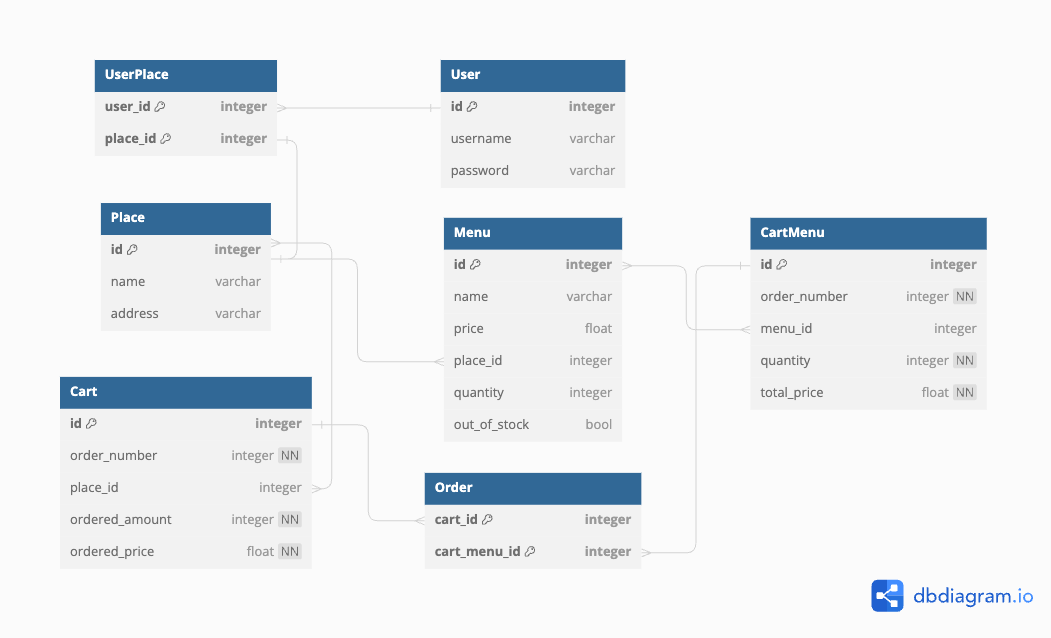 UserPlace
user_id integer
place_id integer
User
id integer
username varchar
password varchar
Place
id integer
name varchar
address varchar
Menu
id integer
name varchar
price float
place_id integer
quantity integer
out_of_stock bool
CartMenu
id integer
order_number integer NN
menu_id integer
quantity integer NN
total_price float NN
Cart
id integer
order_number integer NN
place_id integer
ordered_amount integer NN
ordered_price float NN
Order
cart_id integer
cart_menu_id integer
dbdiagram.io